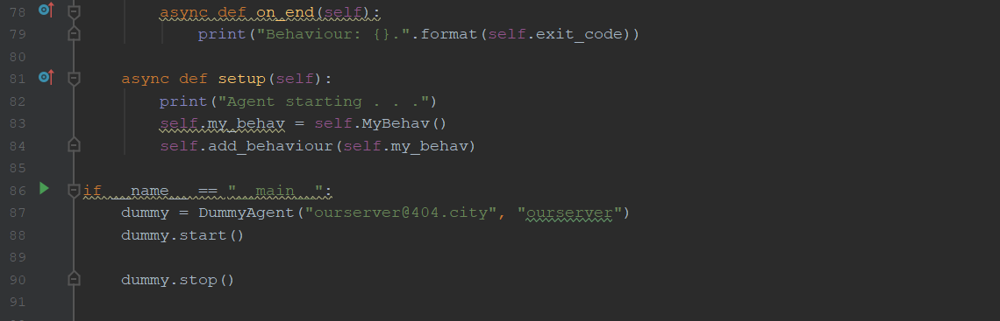 78 async def on_end(self):
79 print("Behaviour: {}.".format(self.exit_code))
80
81 async def setup(self):
82 print("Agent starting . . .")
83 self.my_behav = self.MyBehav()
84 self.add_behaviour(self.my_behav)
85
86 if __name__ == "__main__":
87 dummy = DummyAgent("ourserver@404.city", "ourserver")
88 dummy.start()
89
90 dummy.stop()
91